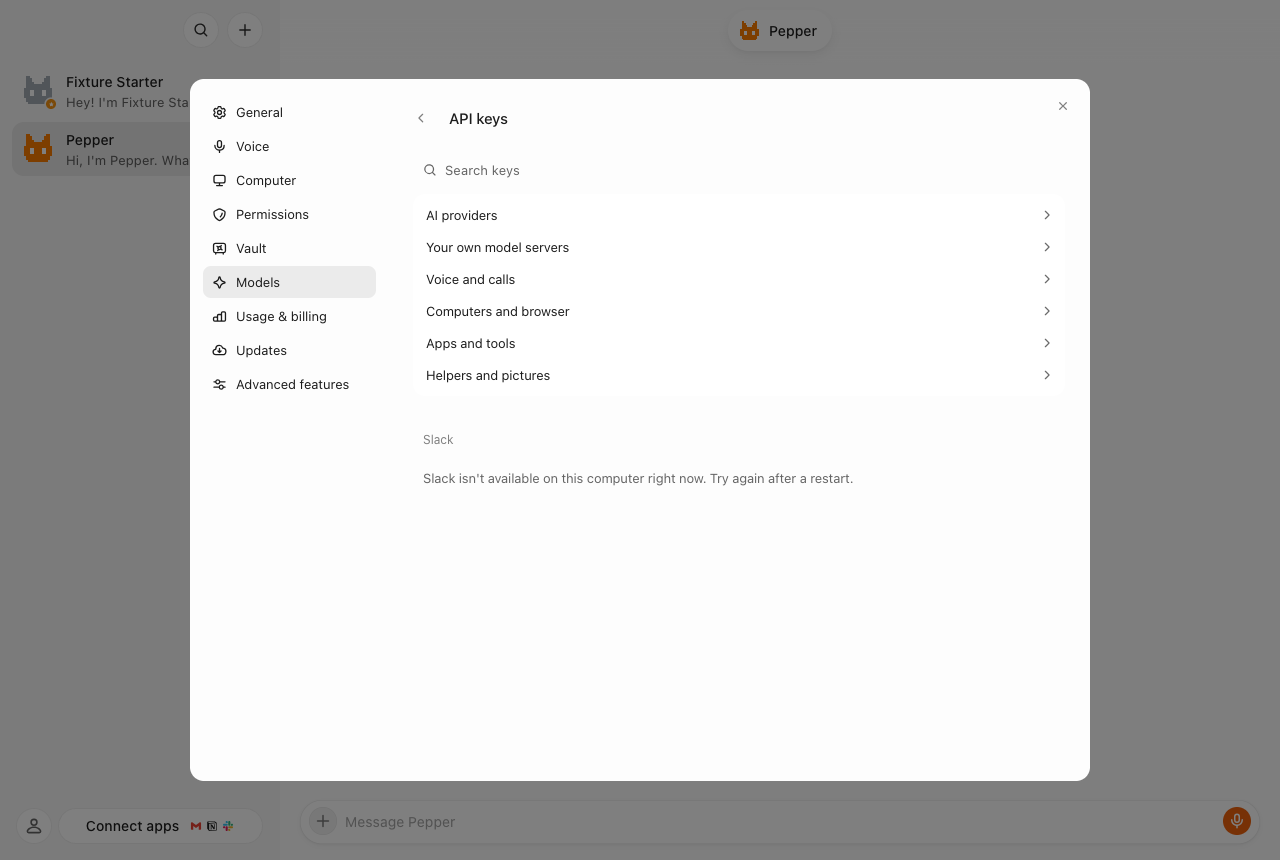 Pepper
Fixture Starter
Hey! I'm Fixture Sta
Pepper
Hi, I'm Pepper. Wha
General
Voice
Computer
Permissions
Vault
Models
Usage & billing
Updates
Advanced features
API keys
Search keys
AI providers
Your own model servers
Voice and calls
Computers and browser
Apps and tools
Helpers and pictures
Slack
Slack isn't available on this computer right now. Try again after a restart.
Connect apps
Message Pepper